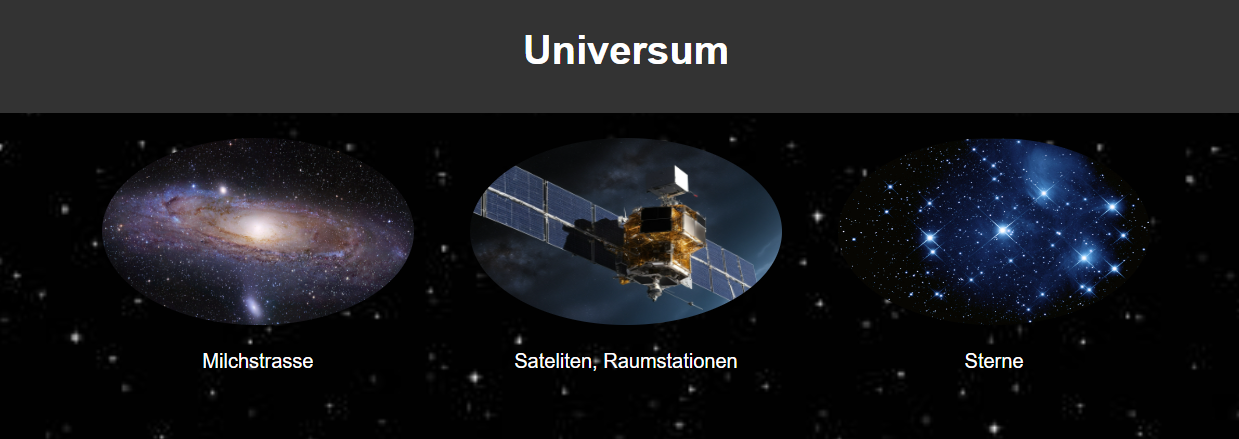 Universum
Milchstrasse
Sateliten, Raumstationen
Sterne